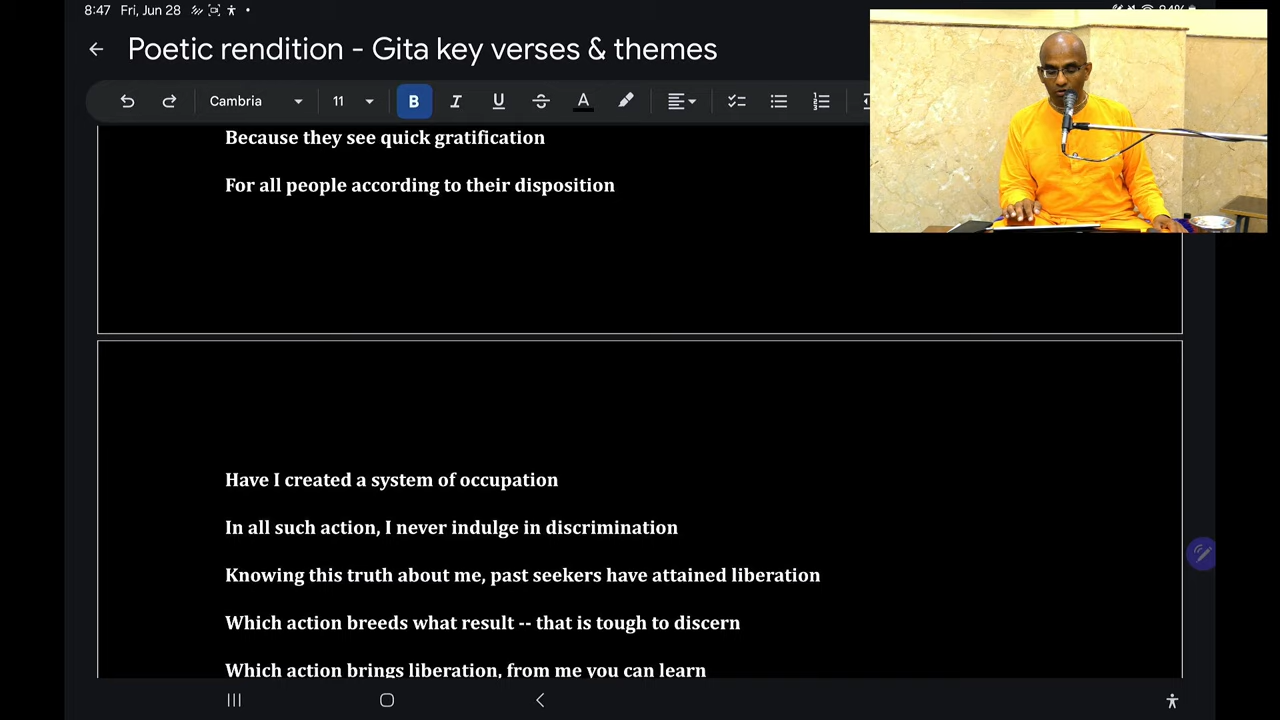 8:47 Fri, Jun 28
Poetic rendition - Gita key verses & themes
Cambria 11 B I U S A
Because they see quick gratification
For all people according to their disposition
Have I created a system of occupation
In all such action, I never indulge in discrimination
Knowing this truth about me, past seekers have attained liberation
Which action breeds what result -- that is tough to discern
Which action brings liberation, from me you can learn